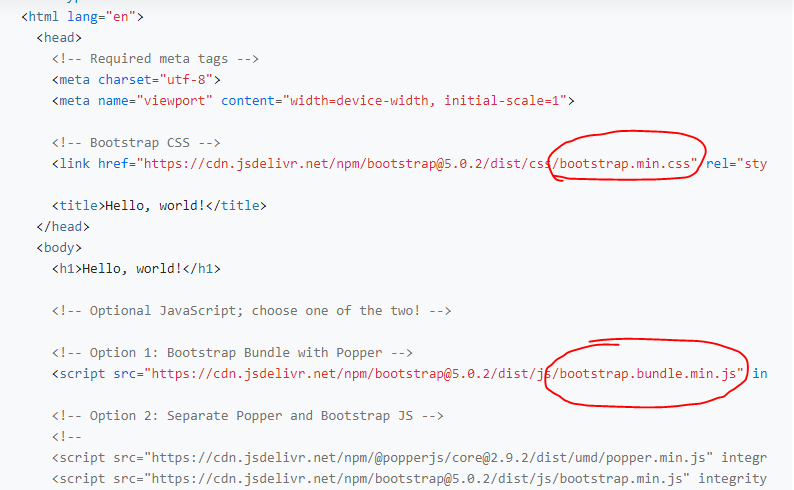 <html lang="en">
<head>
<!-- Required meta tags -->
<meta charset="utf-8">
<meta name="viewport" content="width=device-width, initial-scale=1">
<!-- Bootstrap CSS -->
<link href="https://cdn.jsdelivr.net/npm/bootstrap@5.0.2/dist/css/bootstrap.min.css" rel="sty
<title>Hello, world!</title>
</head>
<body>
<h1>Hello, world!</h1>
<!-- Optional JavaScript; choose one of the two! -->
<!-- Option 1: Bootstrap Bundle with Popper -->
<script src="https://cdn.jsdelivr.net/npm/bootstrap@5.0.2/dist/js/bootstrap.bundle.min.js" in
<!-- Option 2: Separate Popper and Bootstrap JS -->
<!--
<script src="https://cdn.jsdelivr.net/npm/@popperjs/core@2.9.2/dist/umd/popper.min.js" integr
<script src="https://cdn.jsdelivr.net/npm/bootstrap@5.0.2/dist/js/bootstrap.min.js" integrity